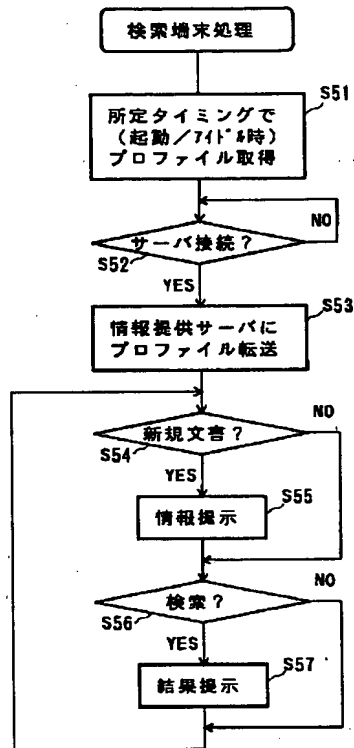 検索端末処理
S51
所定タイミングで
(起動/ｱｲﾄﾞﾙ時)
プロファイル取得
NO
サーバ接続?
S52
YES
S53
情報提供サーバに
プロファイル転送
NO
新規文書?
S54
YES
S55
情報提示
NO
検索?
S56
YES
S57
結果提示